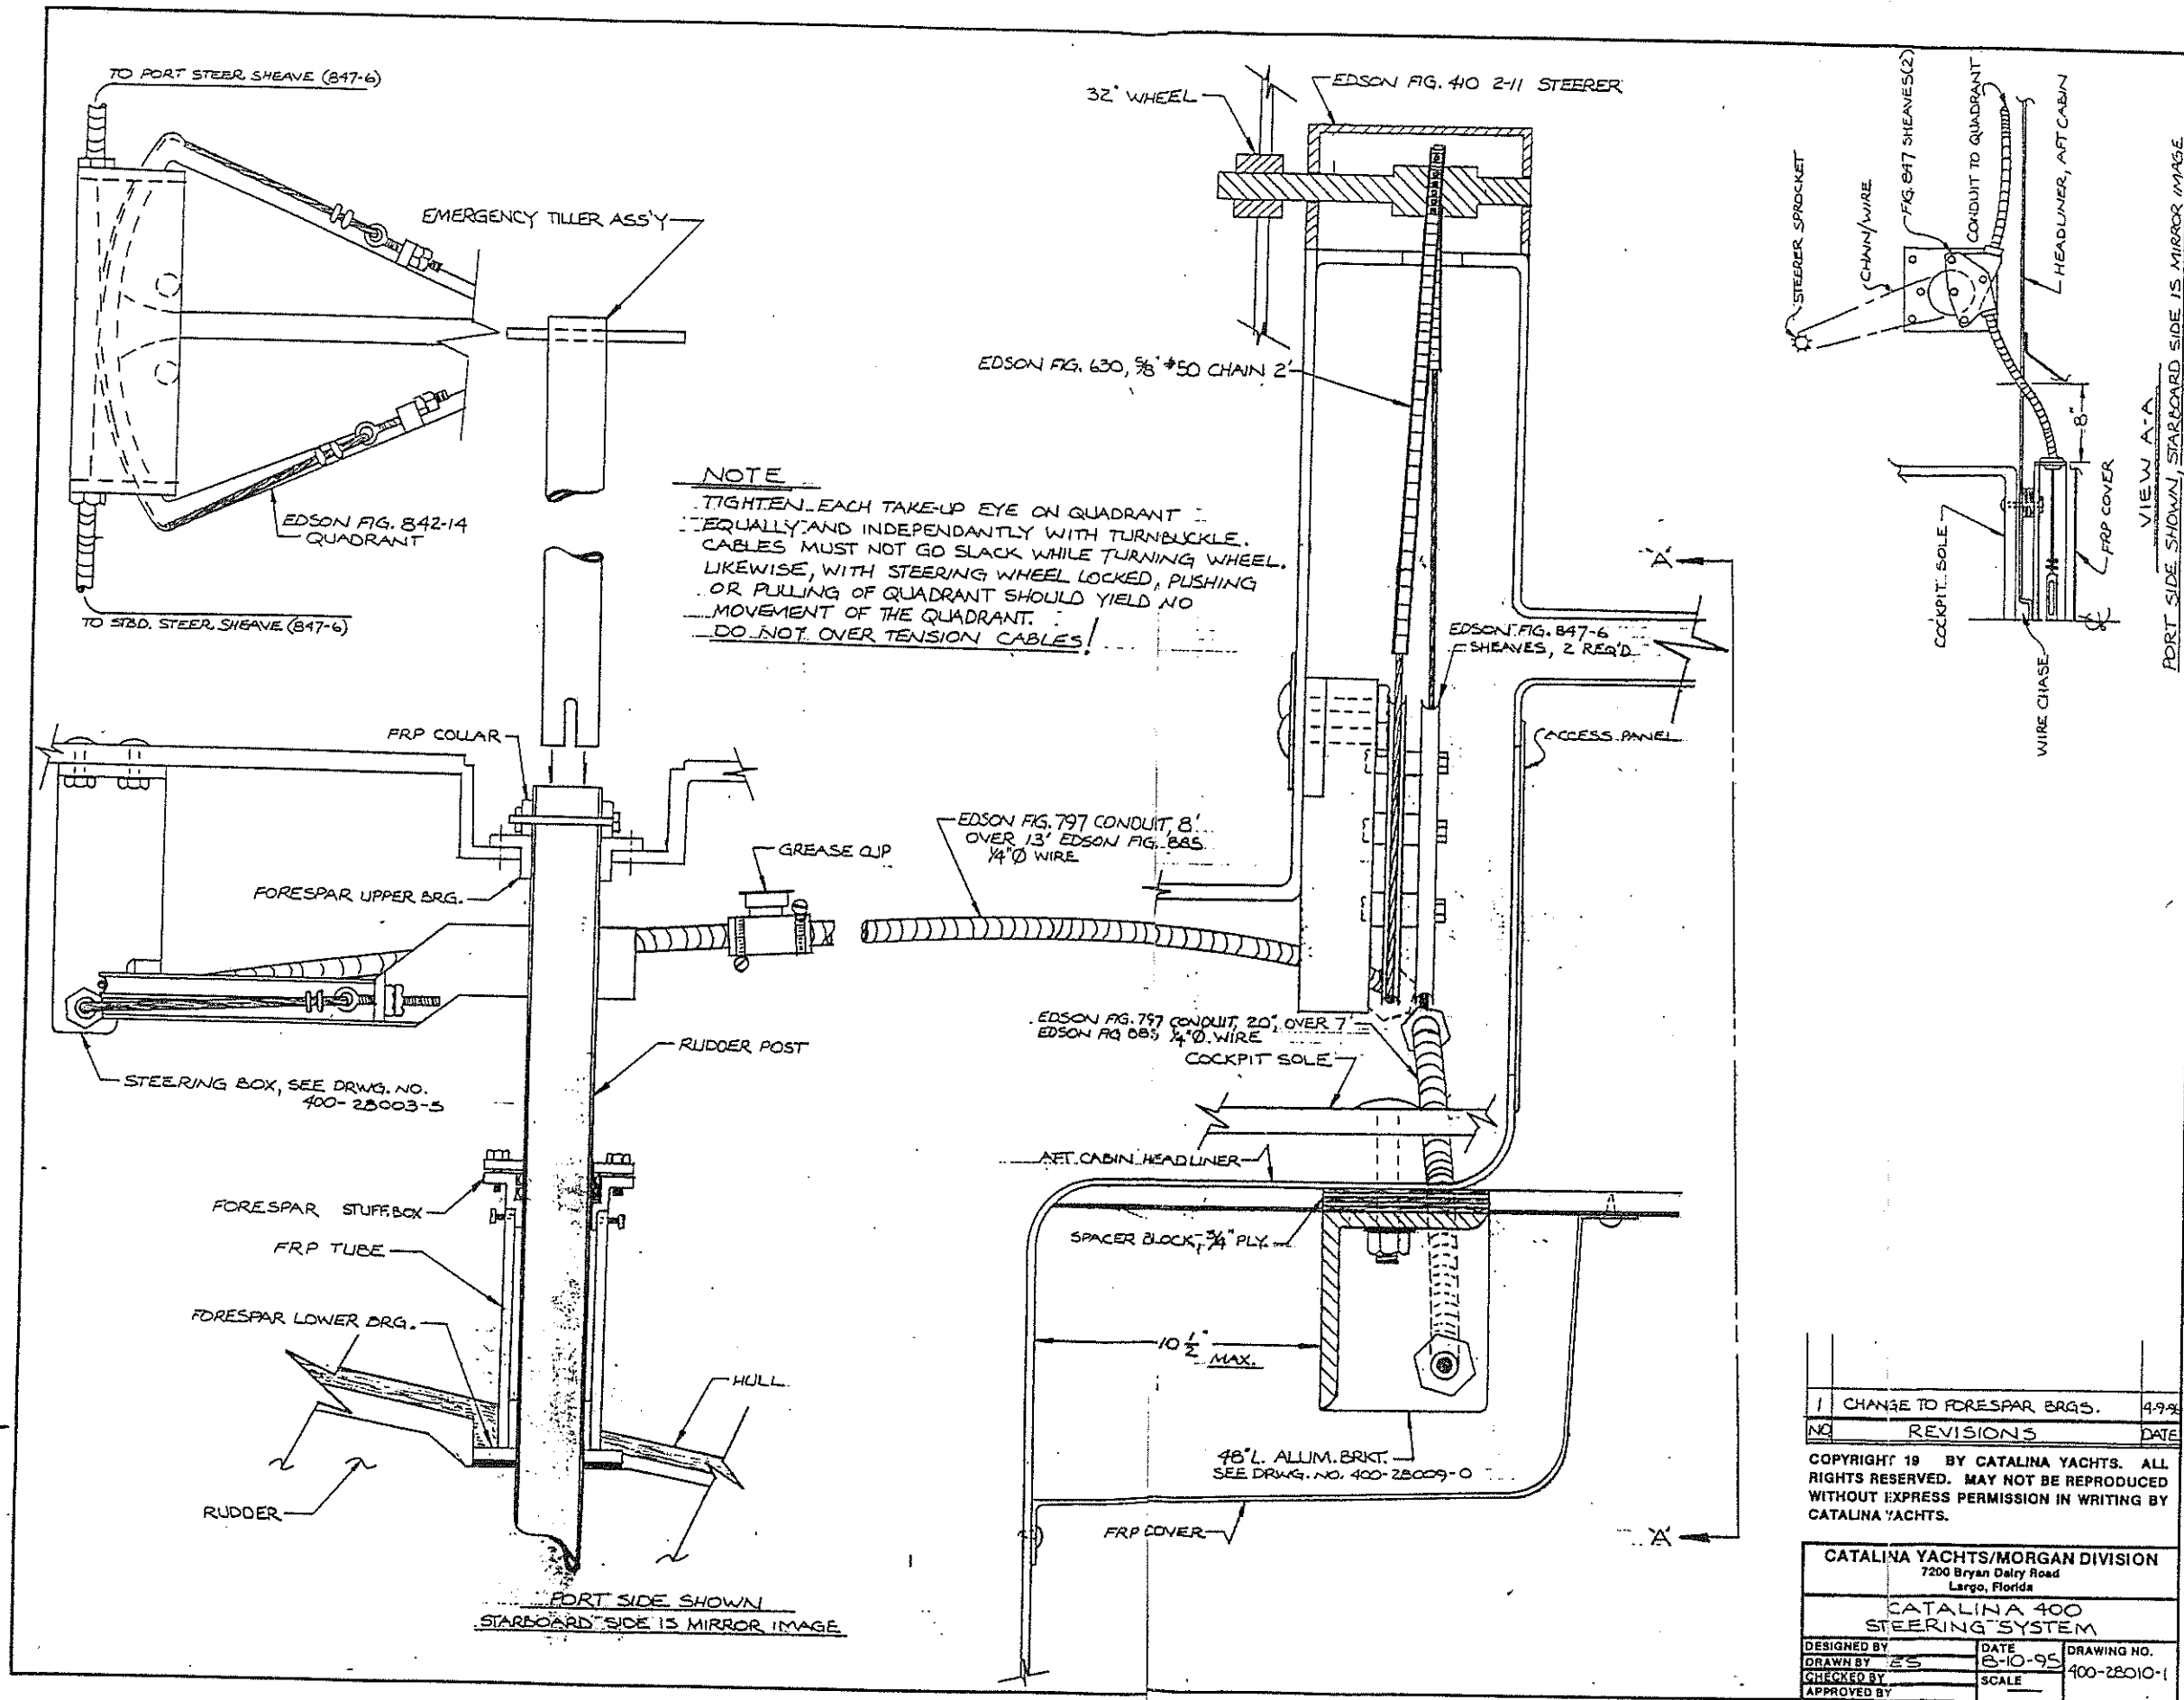 TO PORT STEER SHEAVE (847-6)
EMERGENCY TILLER ASS'Y
EDSON FIG. 842-14
QUADRANT
TO STBD. STEER SHEAVE (847-6)
32" WHEEL
EDSON FIG. 410 2-11 STEERER
EDSON FIG. 630, 5/8" #50 CHAIN 2'
NOTE
TIGHTEN EACH TAKE-UP EYE ON QUADRANT
EQUALLY AND INDEPENDANTLY WITH TURNBUCKLE.
CABLES MUST NOT GO SLACK WHILE TURNING WHEEL.
LIKEWISE, WITH STEERING WHEEL LOCKED, PUSHING
OR PULLING OF QUADRANT SHOULD YIELD NO
MOVEMENT OF THE QUADRANT.
DO NOT OVER TENSION CABLES!
'A'
EDSON FIG. 847-6
SHEAVES, 2 REQ'D
ACCESS PANEL
FRP COLLAR
FORESPAR UPPER BRG.
GREASE CUP
EDSON FIG. 797 CONDUIT, 8'
OVER 13' EDSON FIG. 885
1/4"Ø WIRE
EDSON FIG. 797 CONDUIT, 20", OVER 7'
EDSON FIG 885, 1/4"Ø WIRE
COCKPIT SOLE
RUDDER POST
STEERING BOX, SEE DRWG. NO.
400-28003-5
AFT CABIN HEADLINER
FORESPAR STUFF.BOX
FRP TUBE
SPACER BLOCK, 3/4" PLY
FORESPAR LOWER BRG.
10 1/2"
MAX.
HULL
RUDDER
48" L. ALUM. BRKT.
SEE DRWG. NO. 400-28009-0
FRP COVER
'A'
PORT SIDE SHOWN
STARBOARD SIDE IS MIRROR IMAGE
STEERER SPROCKET
CHAIN/WIRE
FIG. 847 SHEAVES(2)
CONDUIT TO QUADRANT
HEADLINER, AFT CABIN
8"
COCKPIT SOLE
WIRE CHASE
FRP COVER
VIEW A-A
PORT SIDE SHOWN, STARBOARD SIDE IS MIRROR IMAGE
1 CHANGE TO FORESPAR BRGS. 4-9-96
NO REVISIONS DATE
COPYRIGHT 19 BY CATALINA YACHTS. ALL
RIGHTS RESERVED. MAY NOT BE REPRODUCED
WITHOUT EXPRESS PERMISSION IN WRITING BY
CATALINA YACHTS.
CATALINA YACHTS/MORGAN DIVISION
7200 Bryan Dairy Road
Largo, Florida
CATALINA 400
STEERING SYSTEM
DESIGNED BY
DRAWN BY ES
CHECKED BY
APPROVED BY
DATE
8-10-95
SCALE
DRAWING NO.
400-28010-1